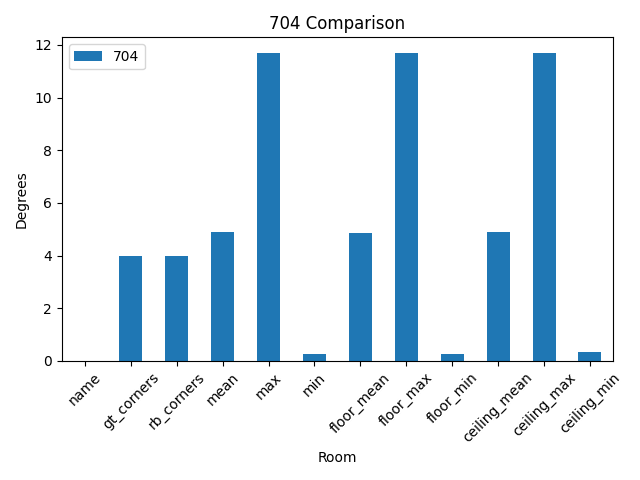 704 Comparison
704
Degrees
12
10
8
6
4
2
0
name
gt_corners
rb_corners
mean
max
min
floor_mean
floor_max
floor_min
ceiling_mean
ceiling_max
ceiling_min
Room